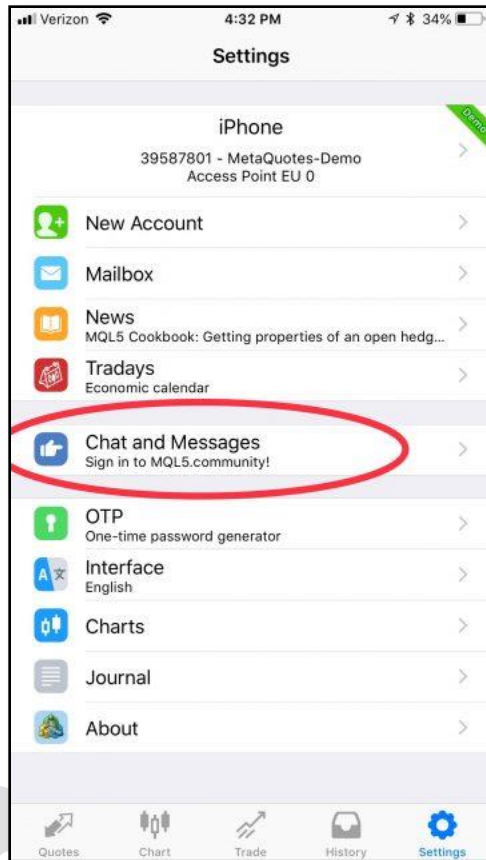 Verizon 4:32 PM 34%
Settings
iPhone
Demo
39587801 - MetaQuotes-Demo
Access Point EU 0
New Account
Mailbox
News
MQL5 Cookbook: Getting properties of an open hedg...
Tradays
Economic calendar
Chat and Messages
Sign in to MQL5.community!
OTP
One-time password generator
Interface
English
Charts
Journal
About
Quotes Chart Trade History Settings